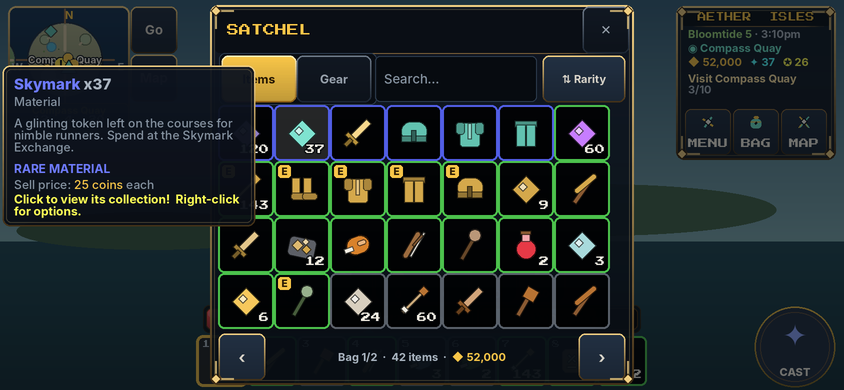 N
Go
Quay
SATCHEL
×
AETHER ISLES
Bloomtide 5 · 3:10pm
Compass Quay
52,000 37 26
Visit Compass Quay
3/10
MENU BAG MAP
Skymark x37
Material
A glinting token left on the courses for
nimble runners. Spend at the Skymark
Exchange.
RARE MATERIAL
Sell price: 25 coins each
Click to view its collection! Right-click
for options.
Gear
Search...
⇅ Rarity
37
60
E E E E
9
12
2
3
6
E
24
60
‹
Bag 1/2 · 42 items · 52,000
›
CAST